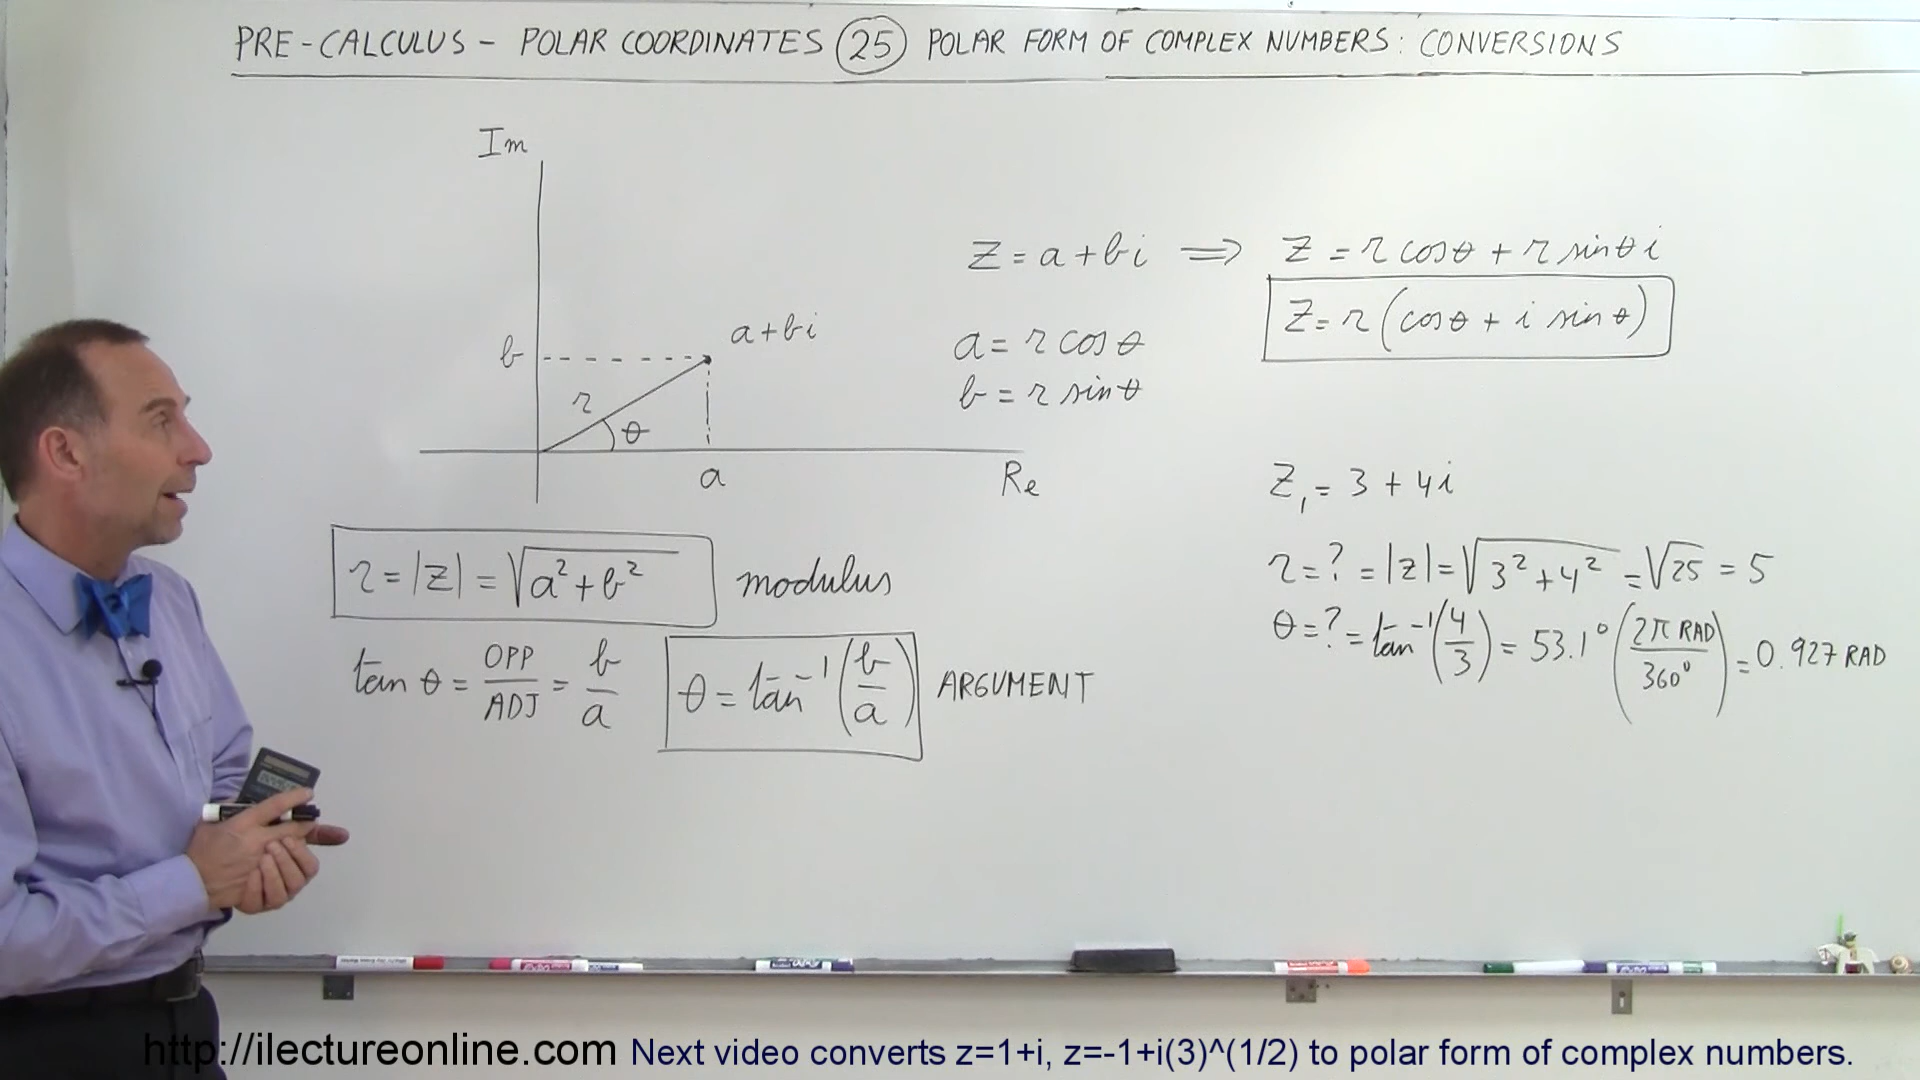 PRE-CALCULUS - POLAR COORDINATES 25 POLAR FORM OF COMPLEX NUMBERS: CONVERSIONS
Im
b
a+bi
r
θ
a
Re
z = a + bi ⇒ z = r cosθ + r sinθ i
z = r (cosθ + i sinθ)
a = r cosθ
b = r sinθ
r = |z| = √(a² + b²) modulus
tan θ = OPP/ADJ = b/a θ = tan⁻¹(b/a) ARGUMENT
z₁ = 3 + 4i
r = ? = |z| = √(3² + 4²) = √25 = 5
θ = ? = tan⁻¹(4/3) = 53.1° (2π RAD/360°) = 0.927 RAD
http://ilectureonline.com Next video converts z=1+i, z=-1+i(3)^(1/2) to polar form of complex numbers.